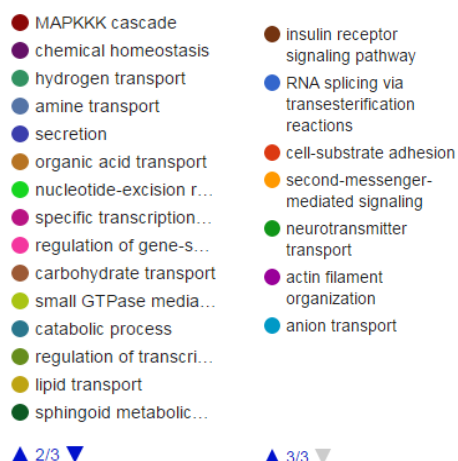 MAPKKK cascade
chemical homeostasis
hydrogen transport
amine transport
secretion
organic acid transport
nucleotide-excision r...
specific transcription...
regulation of gene-s...
carbohydrate transport
small GTPase media...
catabolic process
regulation of transcri...
lipid transport
sphingoid metabolic...
2/3
insulin receptor
signaling pathway
RNA splicing via
transesterification
reactions
cell-substrate adhesion
second-messenger-
mediated signaling
neurotransmitter
transport
actin filament
organization
anion transport
3/3